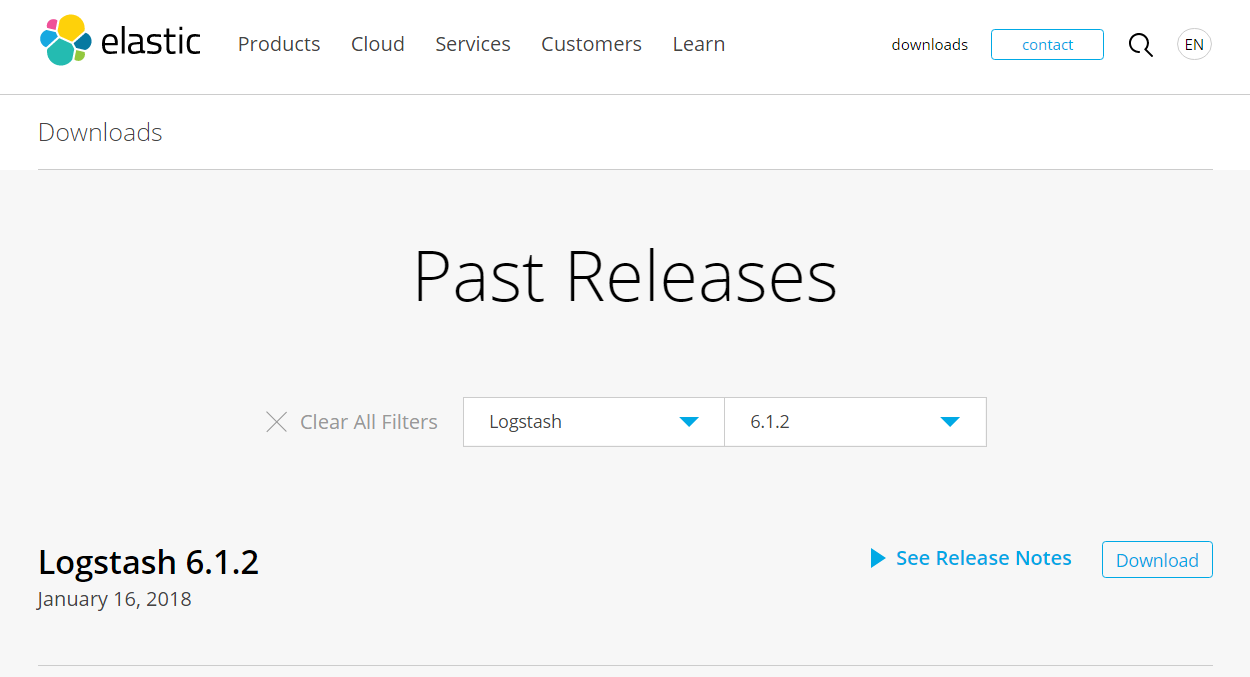 elastic Products Cloud Services Customers Learn downloads contact EN
Downloads
Past Releases
Clear All Filters Logstash 6.1.2
Logstash 6.1.2 See Release Notes Download
January 16, 2018